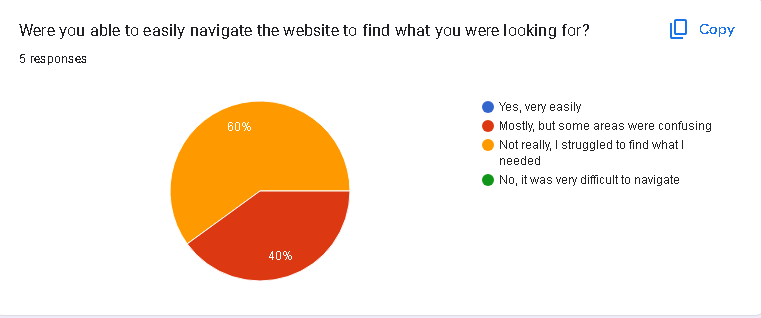 Were you able to easily navigate the website to find what you were looking for?
Copy
5 responses
60%
40%
Yes, very easily
Mostly, but some areas were confusing
Not really, I struggled to find what I
needed
No, it was very difficult to navigate